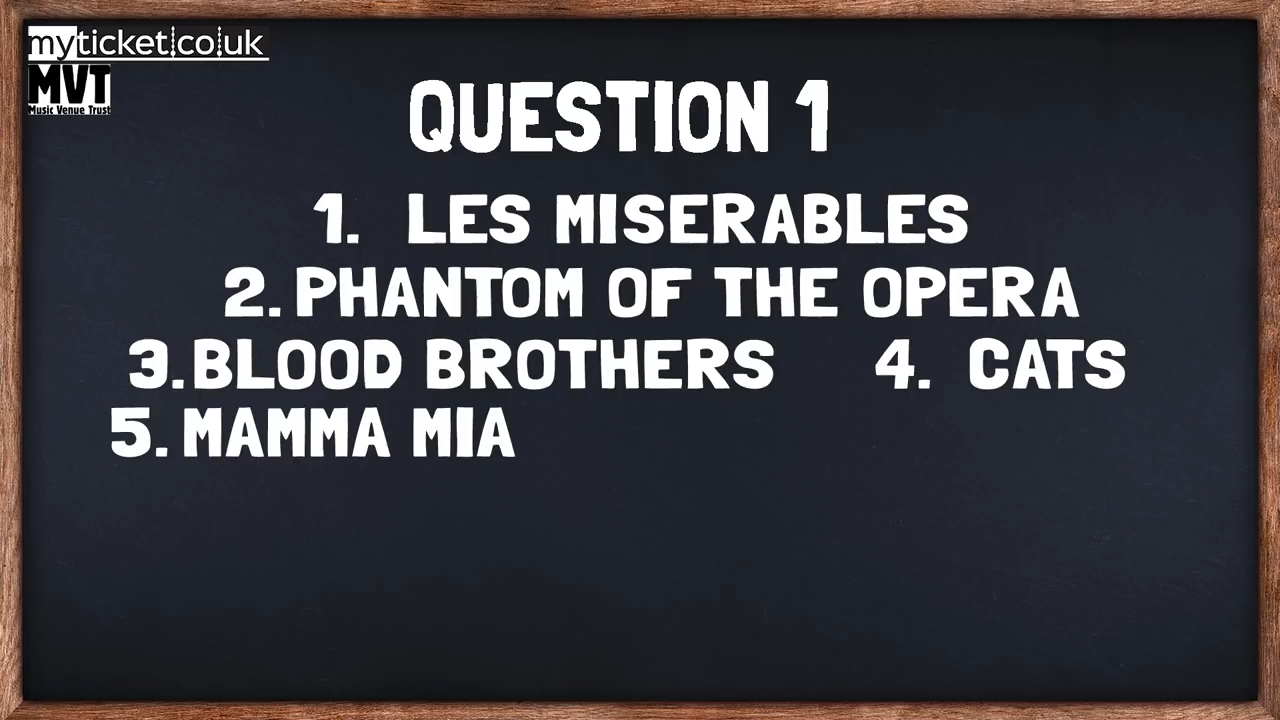 myticket.co.uk
MVT
Music Venue Trust
QUESTION 1
1. LES MISERABLES
2. PHANTOM OF THE OPERA
3. BLOOD BROTHERS 4. CATS
5. MAMMA MIA